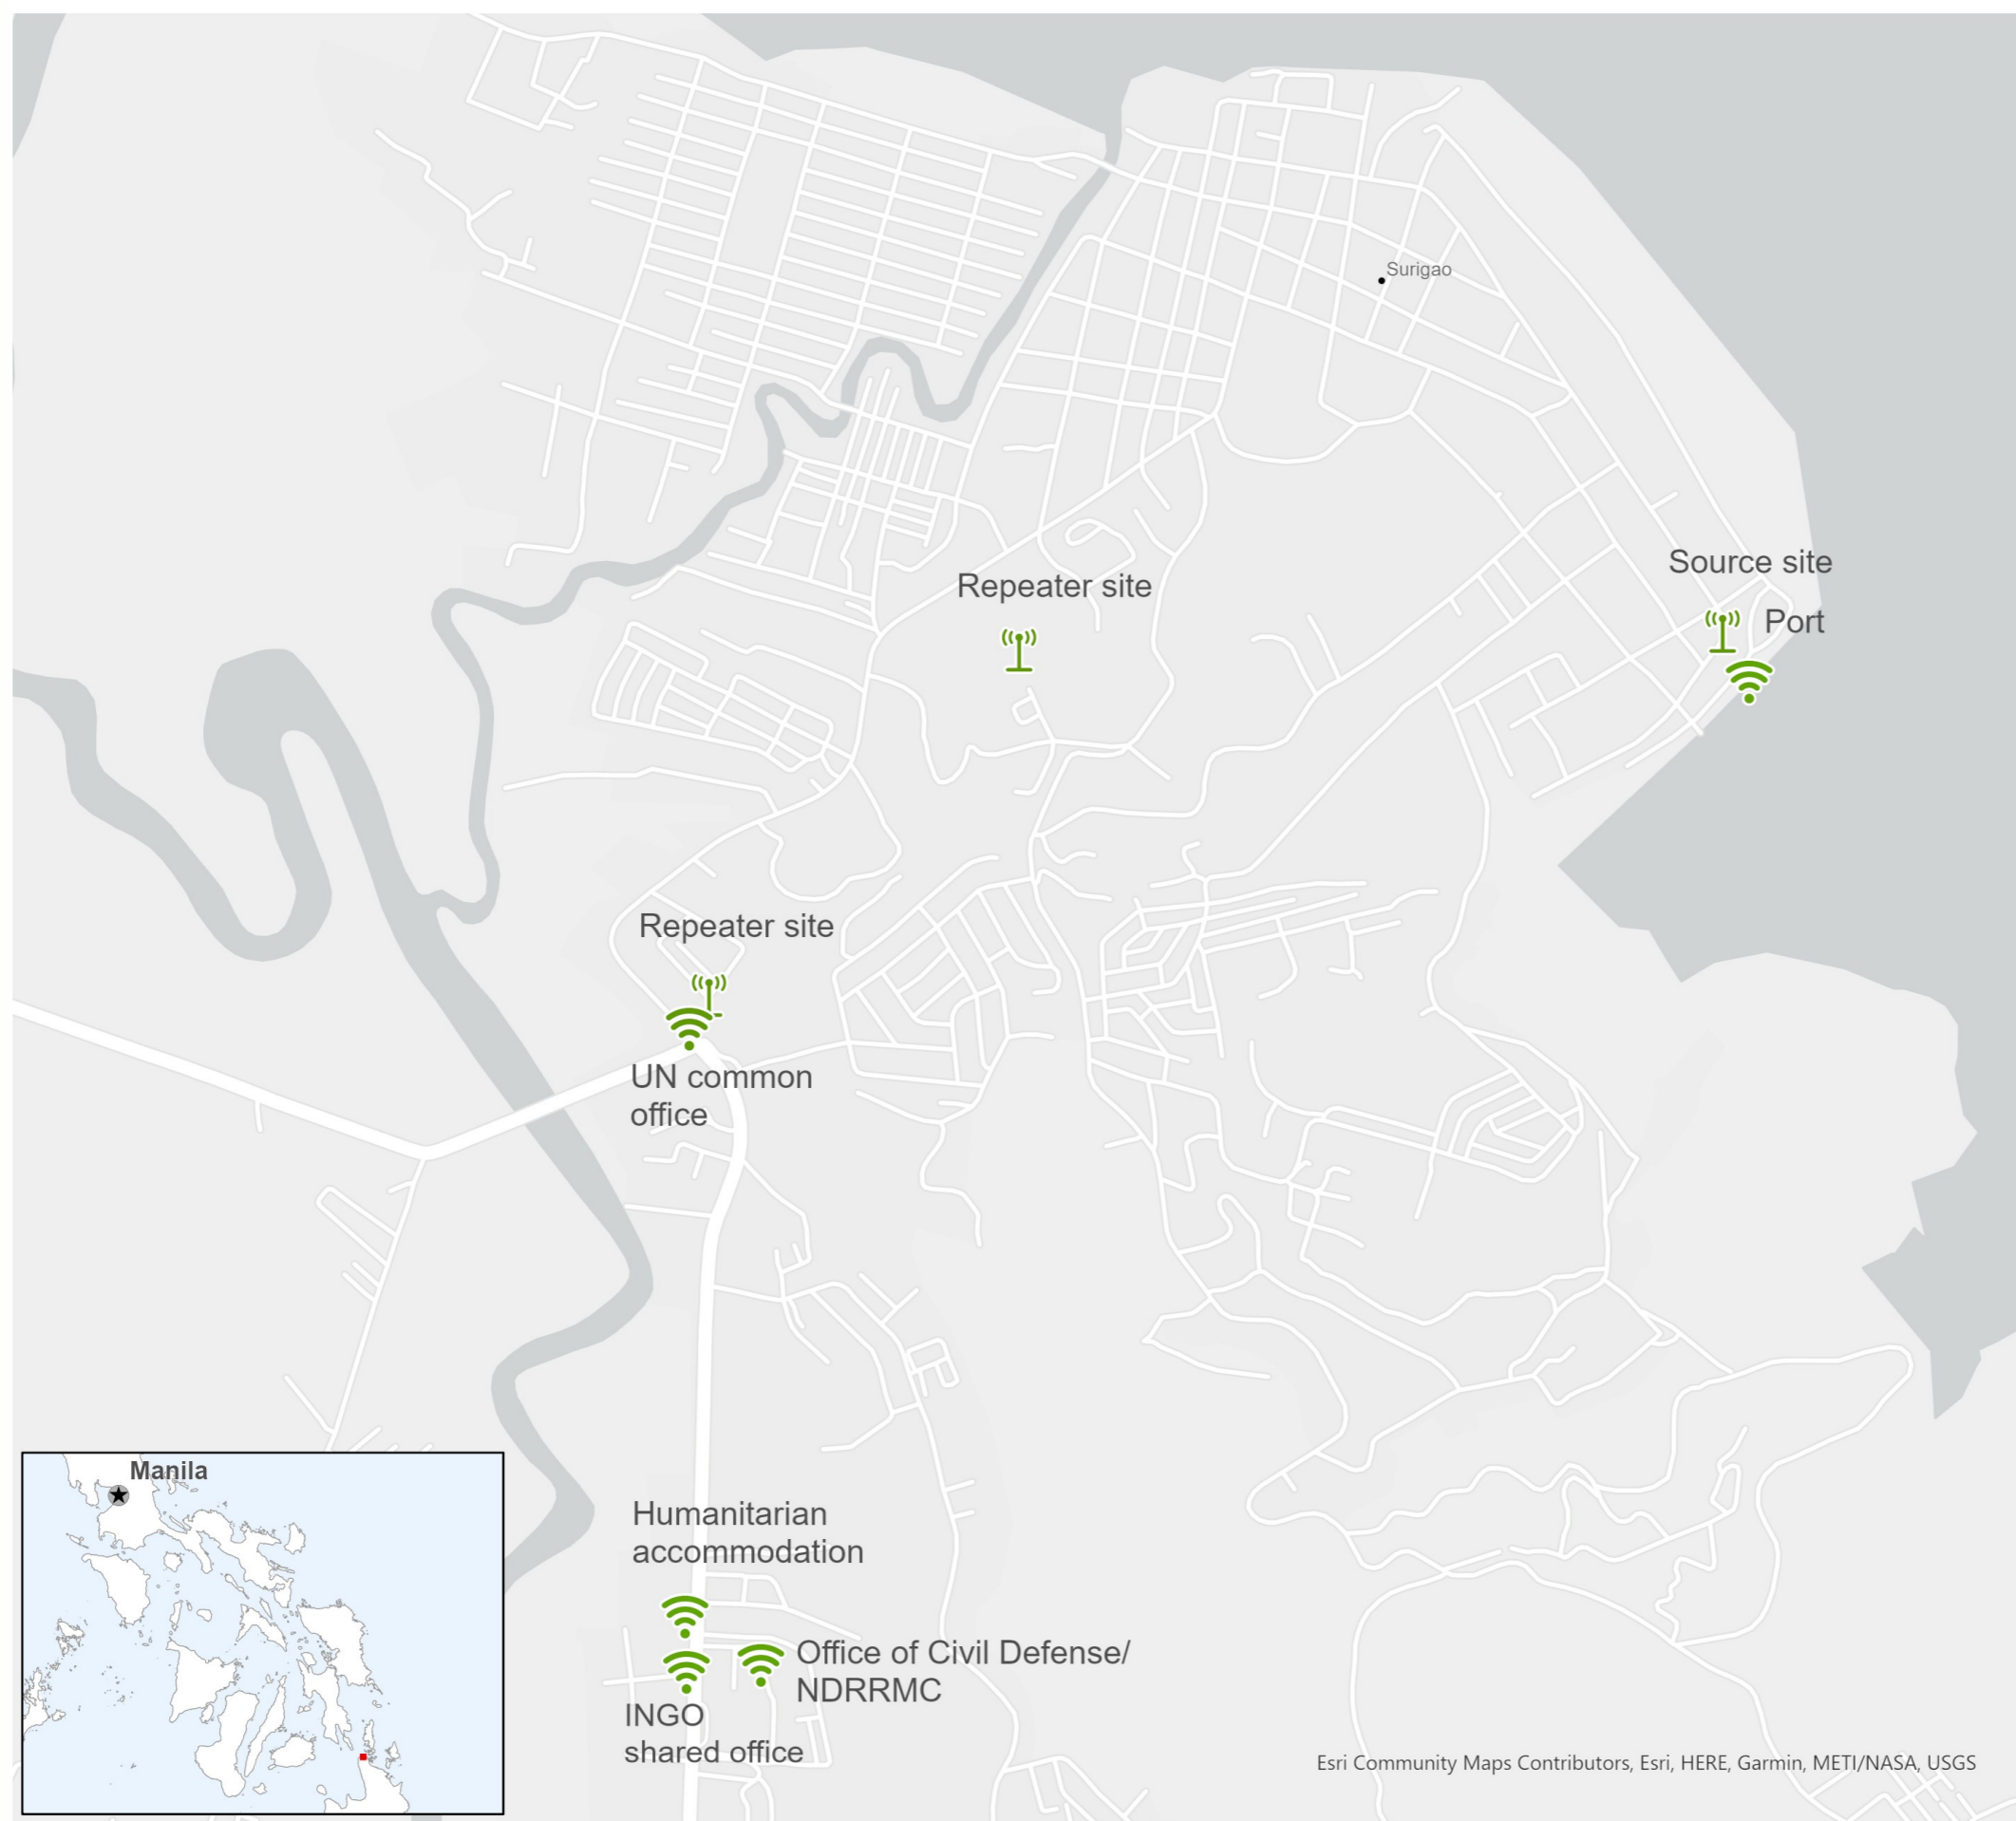 Surigao
Source site
Repeater site
Port
Repeater site
UN common
office
Manila
Humanitarian
accommodation
Office of Civil Defense/
NDRRMC
INGO
shared office
Esri Community Maps Contributors, Esri, HERE, Garmin, METI/NASA, USGS